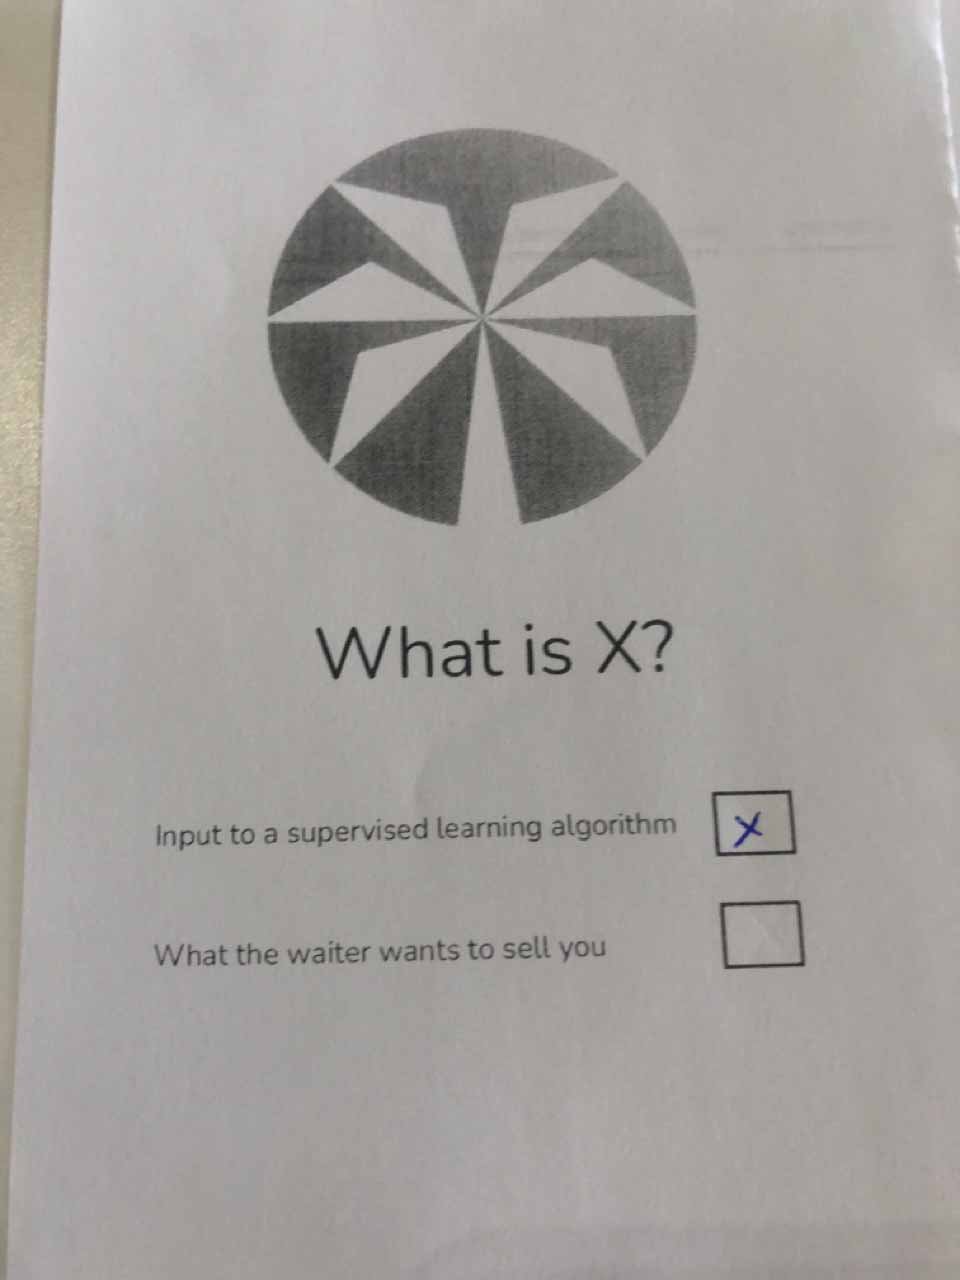 What is X?
Input to a supervised learning algorithm
X
What the waiter wants to sell you